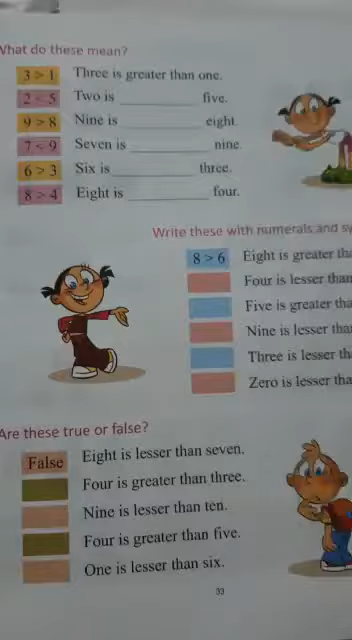 What do these mean?
3 > 1 Three is greater than one.
2 < 5 Two is ________ five.
9 > 8 Nine is ________ eight.
7 < 9 Seven is ________ nine.
6 > 3 Six is ________ three.
8 > 4 Eight is ________ four.
Write these with numerals and
8 > 6 Eight is greater
Four is lesser than
Five is greater
Nine is lesser
Three is lesser
Zero is lesser
Are these true or false?
False Eight is lesser than seven.
Four is greater than three.
Nine is lesser than ten.
Four is greater than five.
One is lesser than six.
33